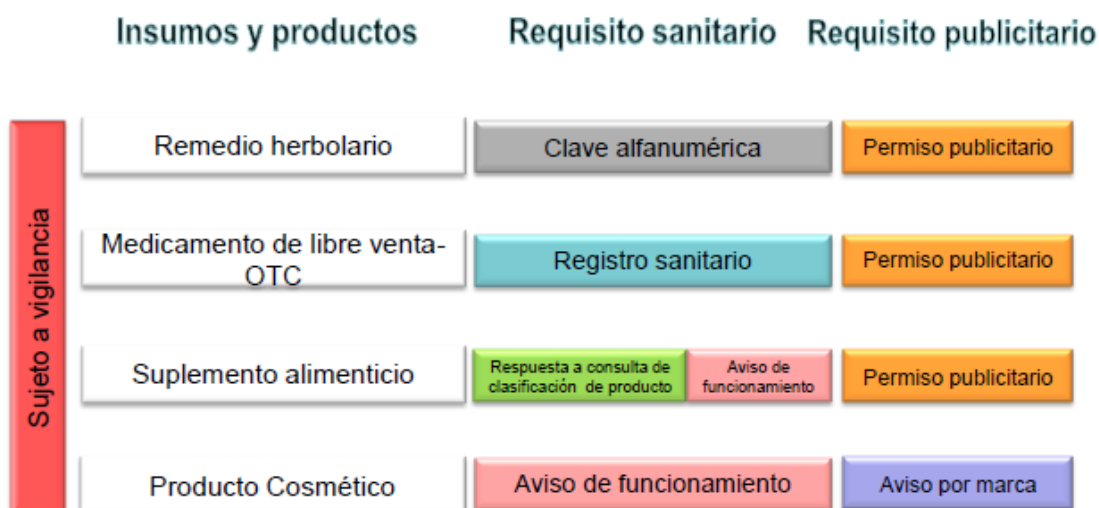 Insumos y productos
Requisito sanitario
Requisito publicitario
Sujeto a vigilancia
Remedio herbolario
Clave alfanumérica
Permiso publicitario
Medicamento de libre venta-
OTC
Registro sanitario
Permiso publicitario
Suplemento alimenticio
Respuesta a consulta de
clasificación de producto
Aviso de
funcionamiento
Permiso publicitario
Producto Cosmético
Aviso de funcionamiento
Aviso por marca